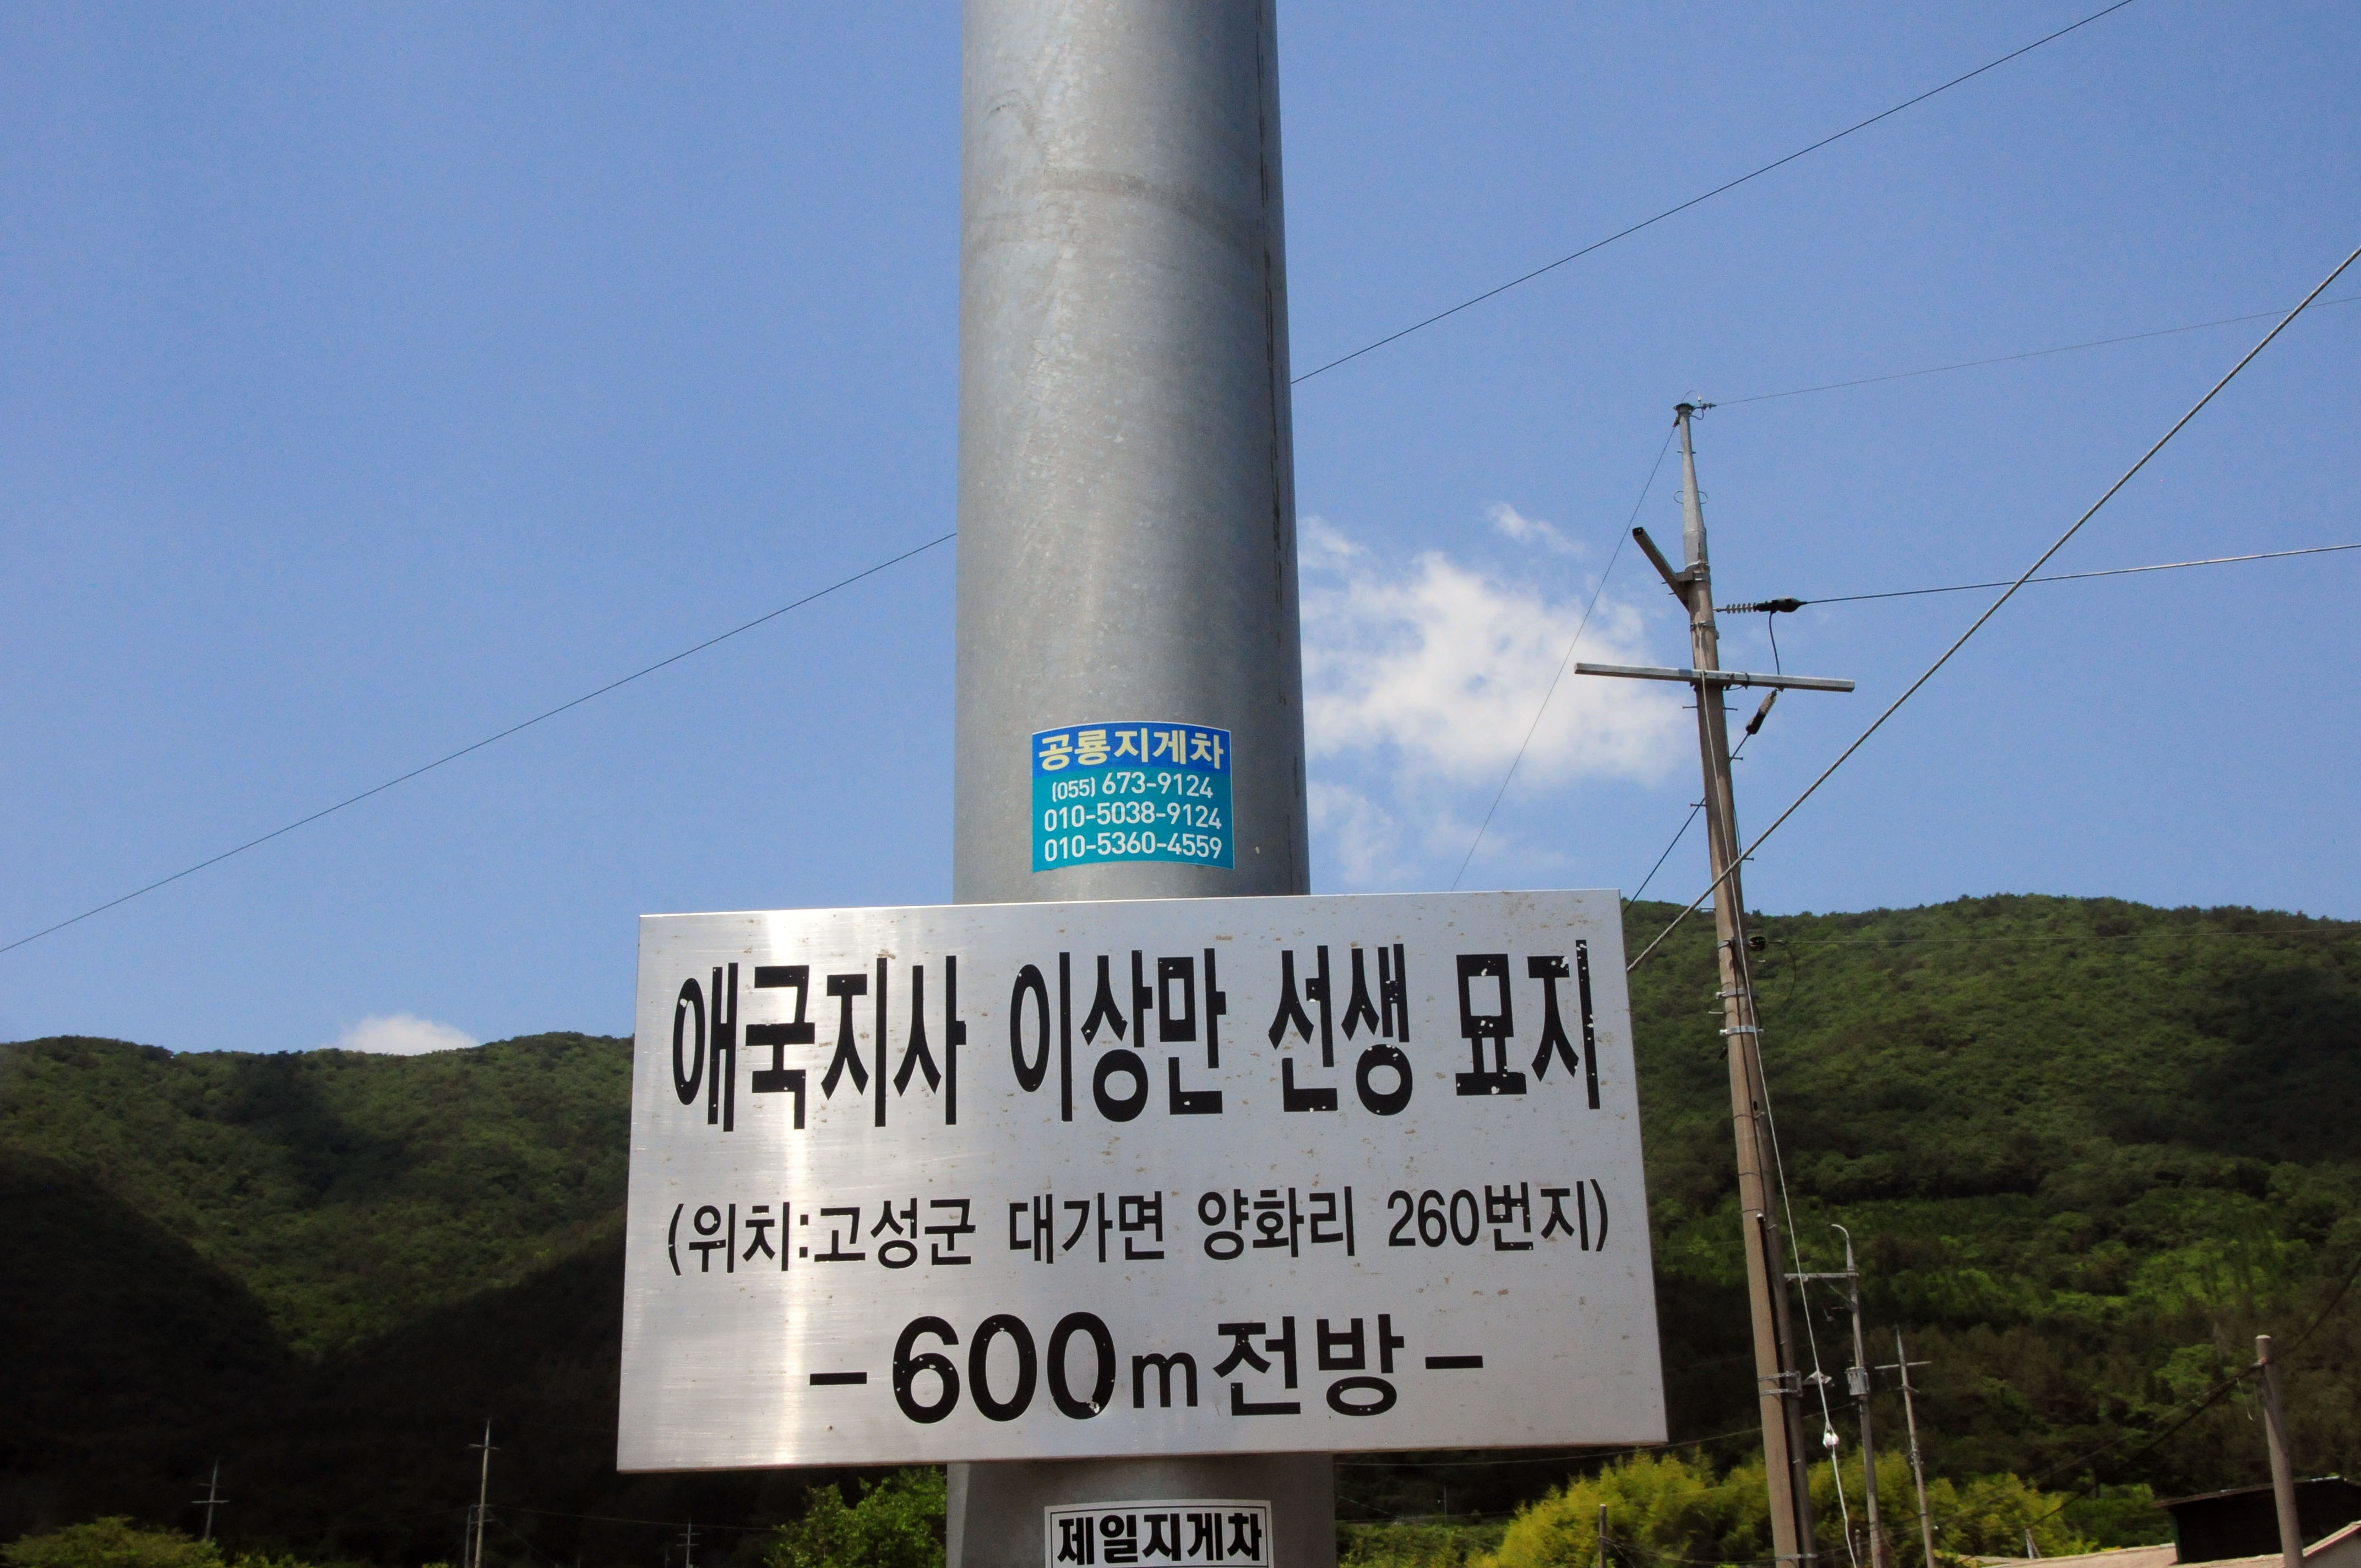 공룡지게차
(055) 673-9124
010-5038-9124
010-5360-4559
애국지사 이상만 선생 묘지
(위치:고성군 대가면 양화리 260번지)
-600m전방-
제일지게차